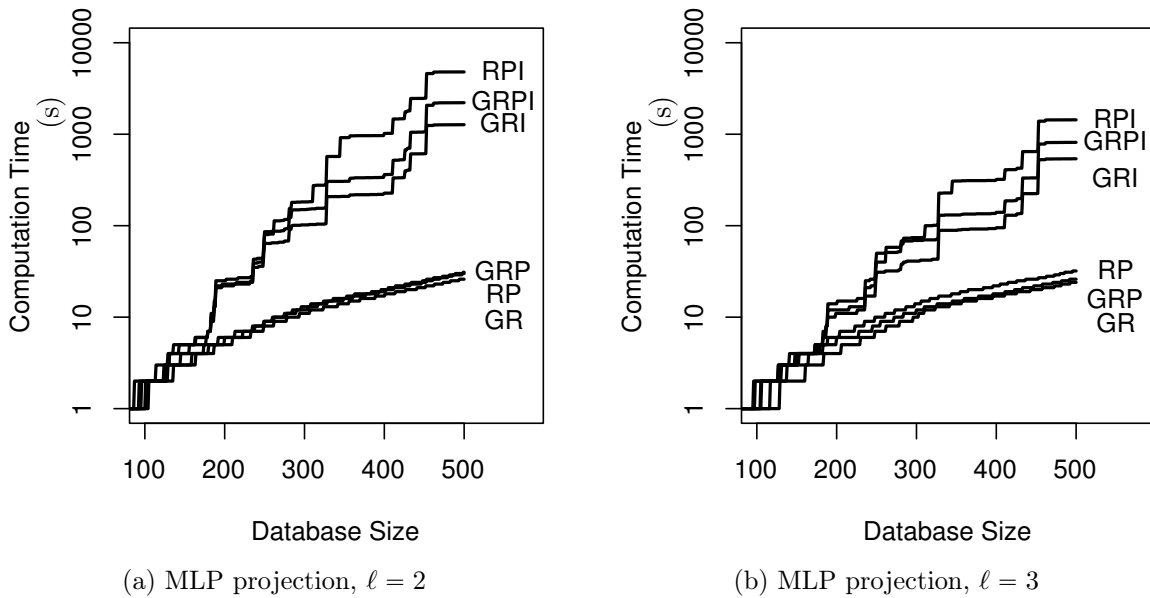 Computation Time
(s)
1
10
100
1000
10000
RPI
GRPI
GRI
GRP
RP
GR
100
200
300
400
500
Database Size
(a) MLP projection, ℓ = 2
Computation Time
(s)
1
10
100
1000
10000
RPI
GRPI
GRI
RP
GRP
GR
100
200
300
400
500
Database Size
(b) MLP projection, ℓ = 3